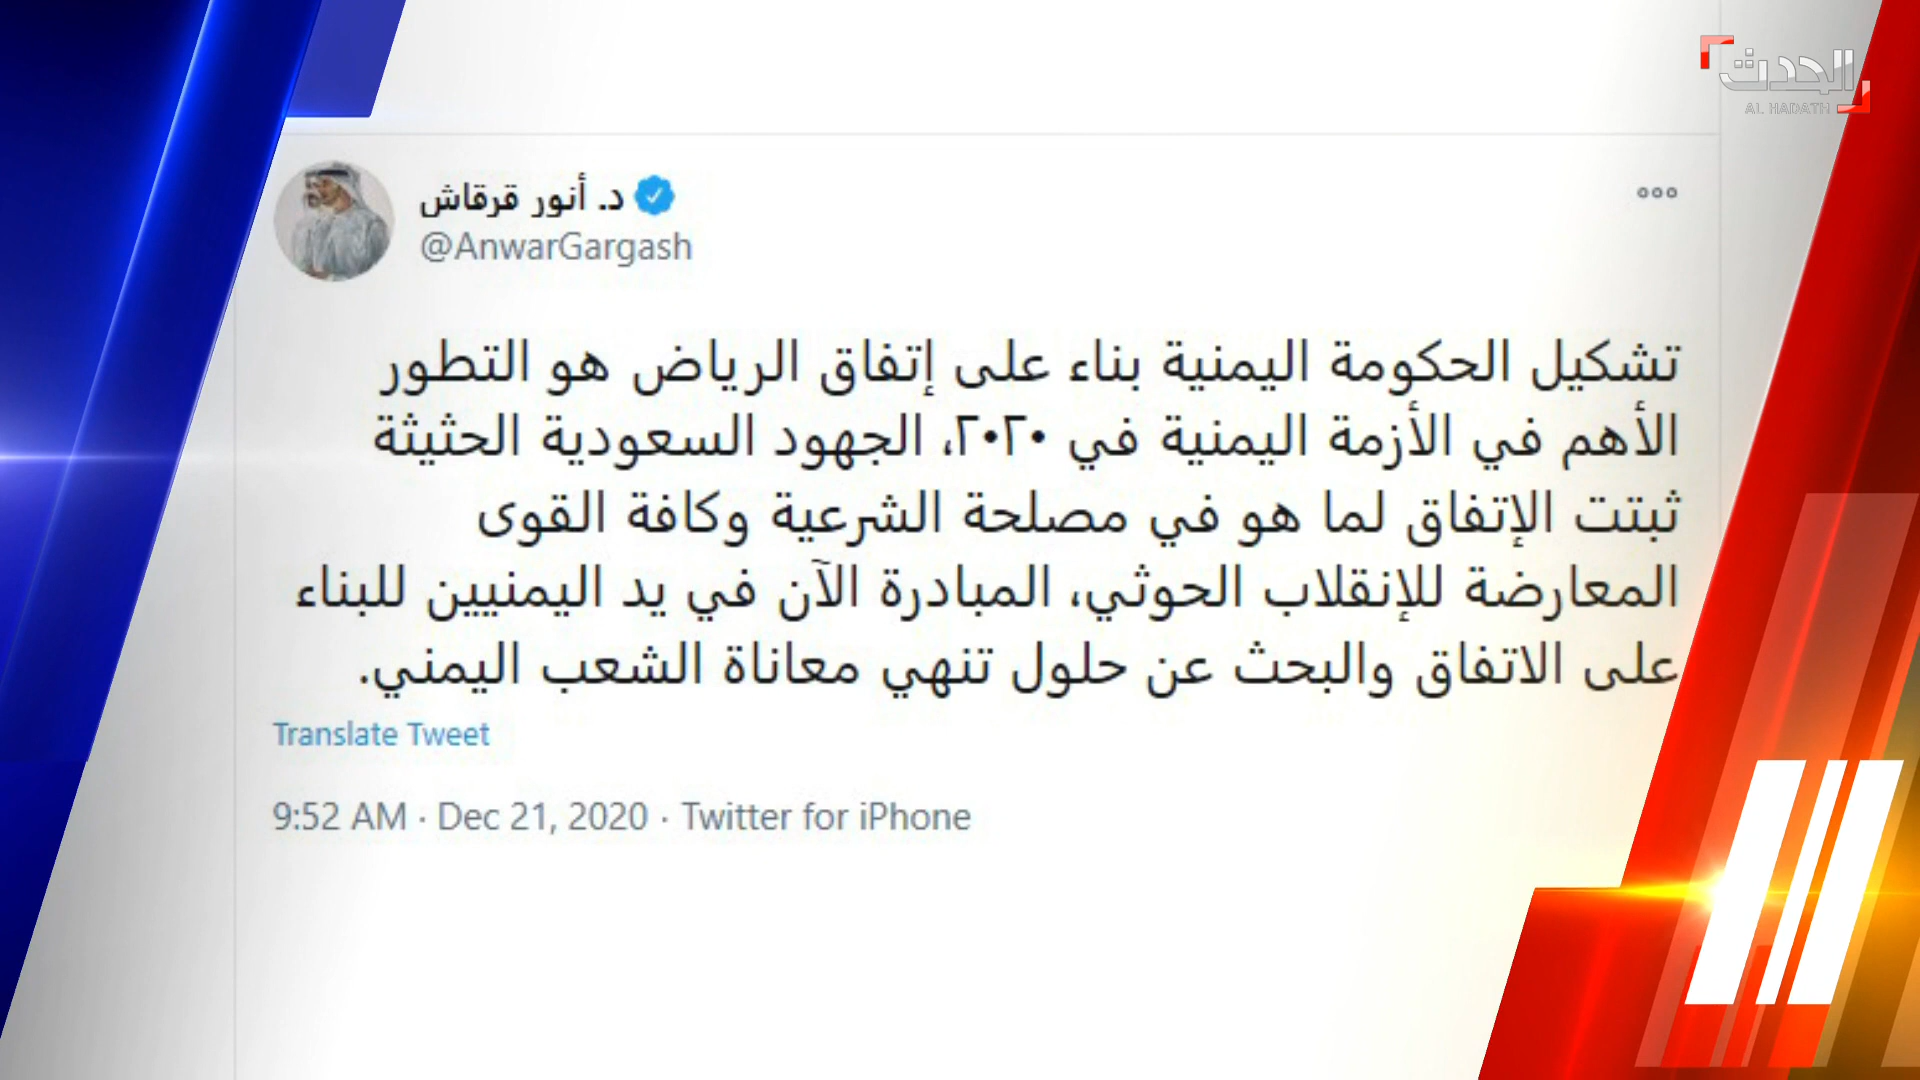 الحدث
AL HADATH
د. أنور قرقاش
@AnwarGargash
تشكيل الحكومة اليمنية بناء على إتفاق الرياض هو التطور
الأهم في الأزمة اليمنية في ٢٠٢٠، الجهود السعودية الحثيثة
ثبتت الإتفاق لما هو في مصلحة الشرعية وكافة القوى
المعارضة للإنقلاب الحوثي، المبادرة الآن في يد اليمنيين للبناء
على الاتفاق والبحث عن حلول تنهي معاناة الشعب اليمني.
Translate Tweet
9:52 AM · Dec 21, 2020 · Twitter for iPhone